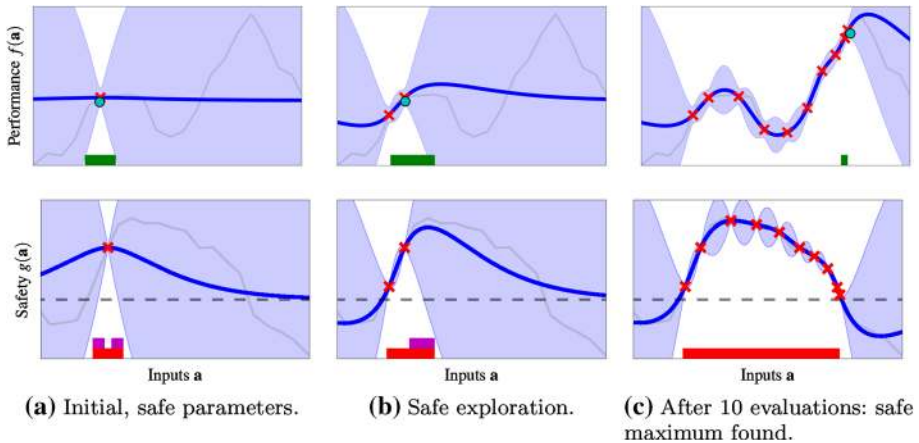 Performance f(a)
Safety g(a)
Inputs a
Inputs a
Inputs a
(a) Initial, safe parameters.
(b) Safe exploration.
(c) After 10 evaluations: safe
maximum found.